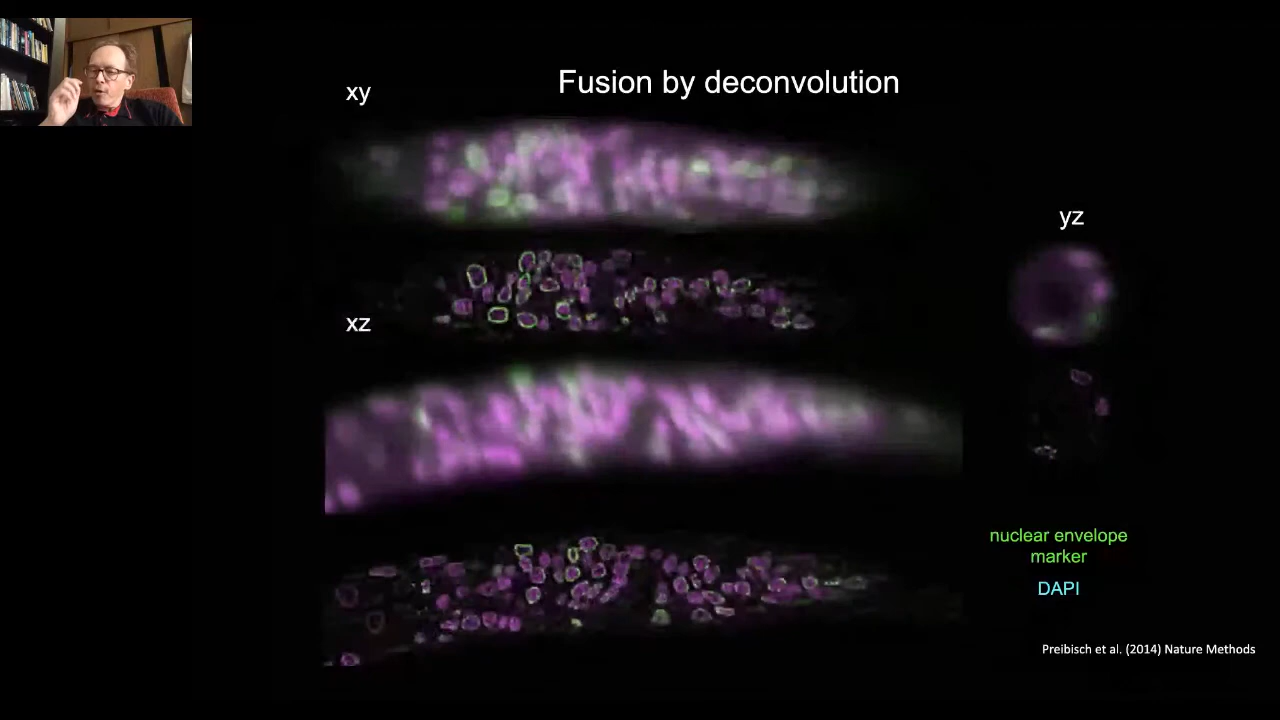 Fusion by deconvolution
xy
yz
xz
nuclear envelope
marker
DAPI
Preibisch et al. (2014) Nature Methods